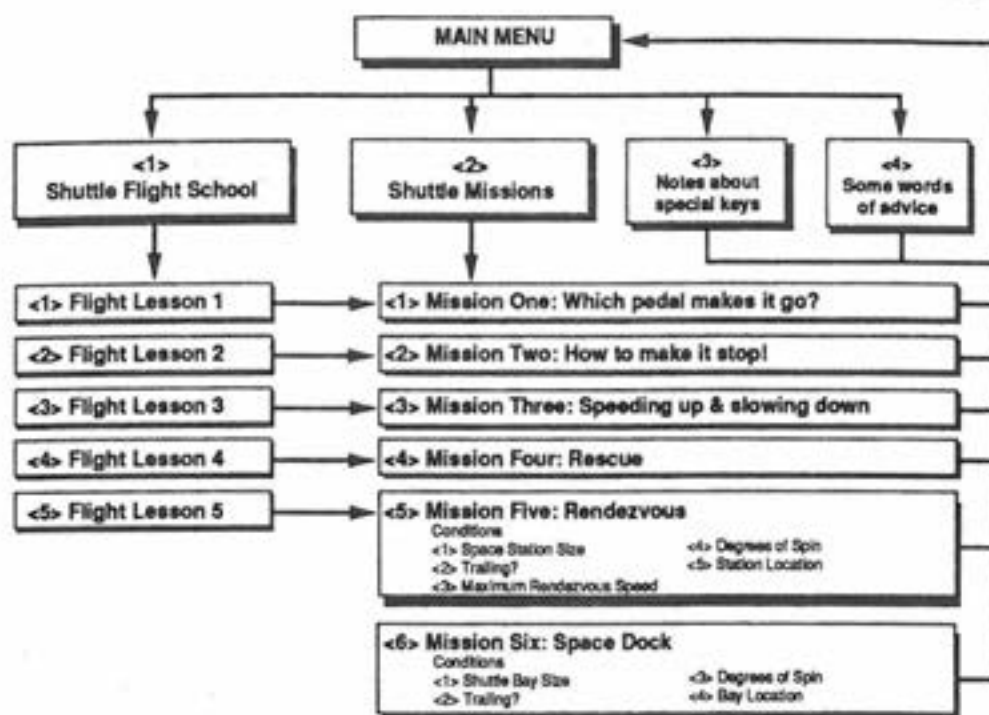 MAIN MENU
<1>
Shuttle Flight School
<2>
Shuttle Missions
<3>
Notes about
special keys
<4>
Some words
of advice
<1> Flight Lesson 1
<1> Mission One: Which pedal makes it go?
<2> Flight Lesson 2
<2> Mission Two: How to make it stop!
<3> Flight Lesson 3
<3> Mission Three: Speeding up & slowing down
<4> Flight Lesson 4
<4> Mission Four: Rescue
<5> Flight Lesson 5
<5> Mission Five: Rendezvous
Conditions
<1> Space Station Size
<2> Trailing?
<3> Maximum Rendezvous Speed
<4> Degrees of Spin
<5> Station Location
<6> Mission Six: Space Dock
Conditions
<1> Shuttle Bay Size
<2> Trailing?
<3> Degrees of Spin
<4> Bay Location